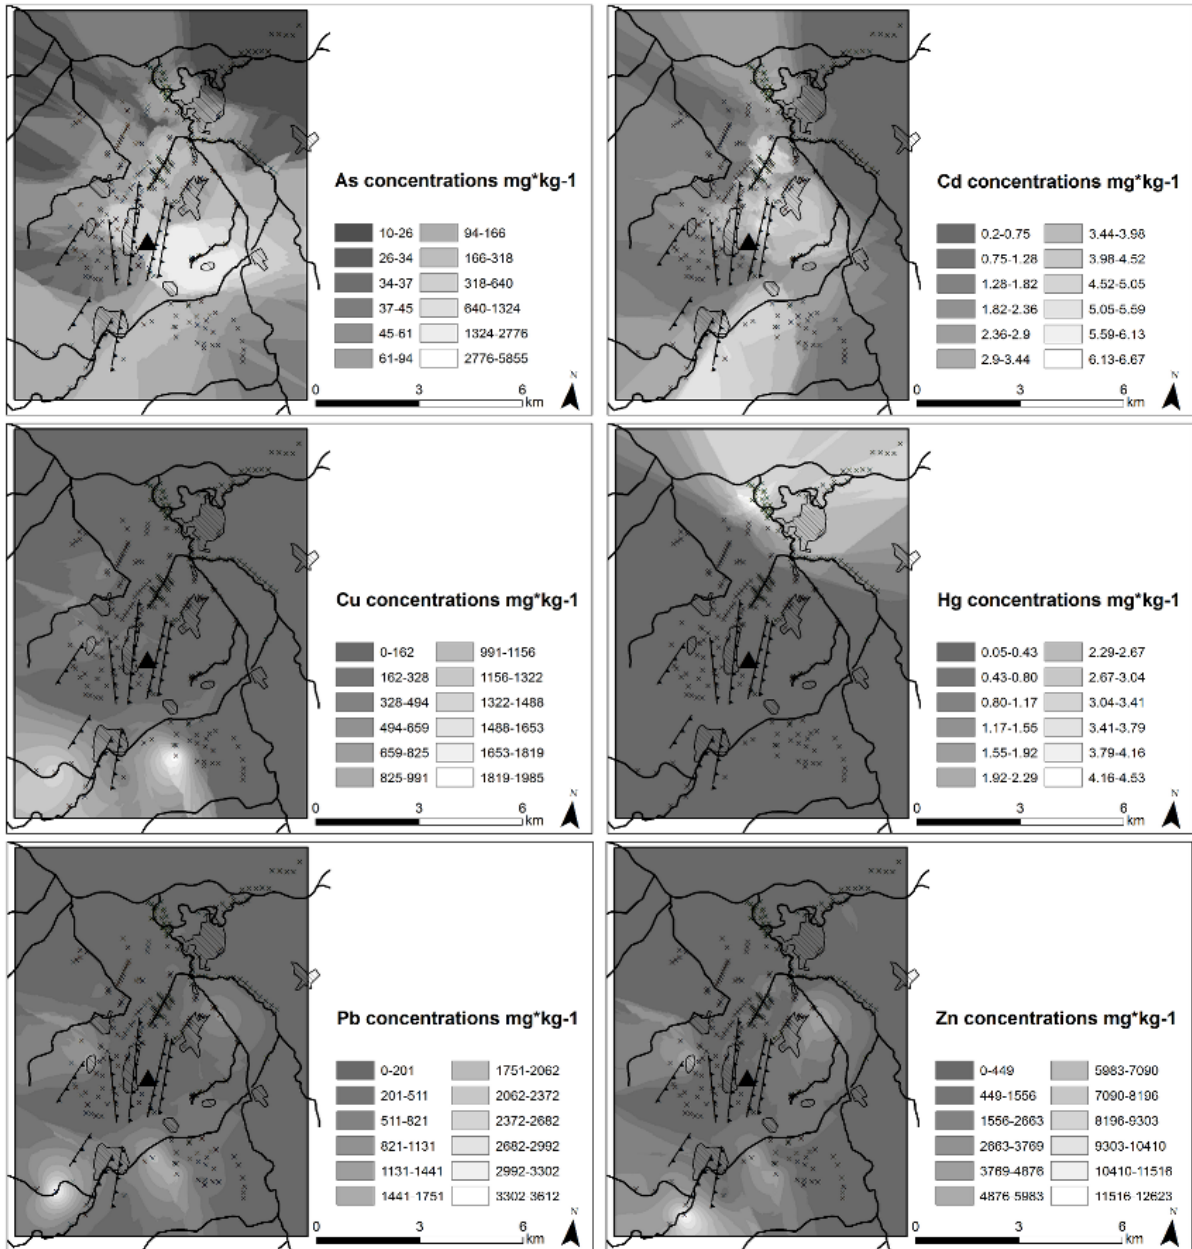 As concentrations mg*kg-1
10-26 94-166
26-34 166-318
34-37 318-640
37-45 640-1324
45-61 1324-2776
61-94 2776-5855
0 3 6
km
N
Cd concentrations mg*kg-1
0.2-0.75 3.44-3.98
0.75-1.28 3.98-4.52
1.28-1.82 4.52-5.05
1.82-2.36 5.05-5.59
2.36-2.9 5.59-6.13
2.9-3.44 6.13-6.67
0 3 6
km
N
Cu concentrations mg*kg-1
0-162 991-1156
162-328 1156-1322
328-494 1322-1488
494-659 1488-1653
659-825 1653-1819
825-991 1819-1985
0 3 6
km
N
Hg concentrations mg*kg-1
0.05-0.43 2.29-2.67
0.43-0.80 2.67-3.04
0.80-1.17 3.04-3.41
1.17-1.55 3.41-3.79
1.55-1.92 3.79-4.16
1.92-2.29 4.16-4.53
0 3 6
km
N
Pb concentrations mg*kg-1
0-201 1751-2062
201-511 2062-2372
511-821 2372-2682
821-1131 2682-2992
1131-1441 2992-3302
1441-1751 3302-3612
0 3 6
km
N
Zn concentrations mg*kg-1
0-449 5983-7090
449-1556 7090-8196
1556-2663 8196-9303
2663-3769 9303-10410
3769-4876 10410-11516
4876-5983 11516-12623
0 3 6
km
N